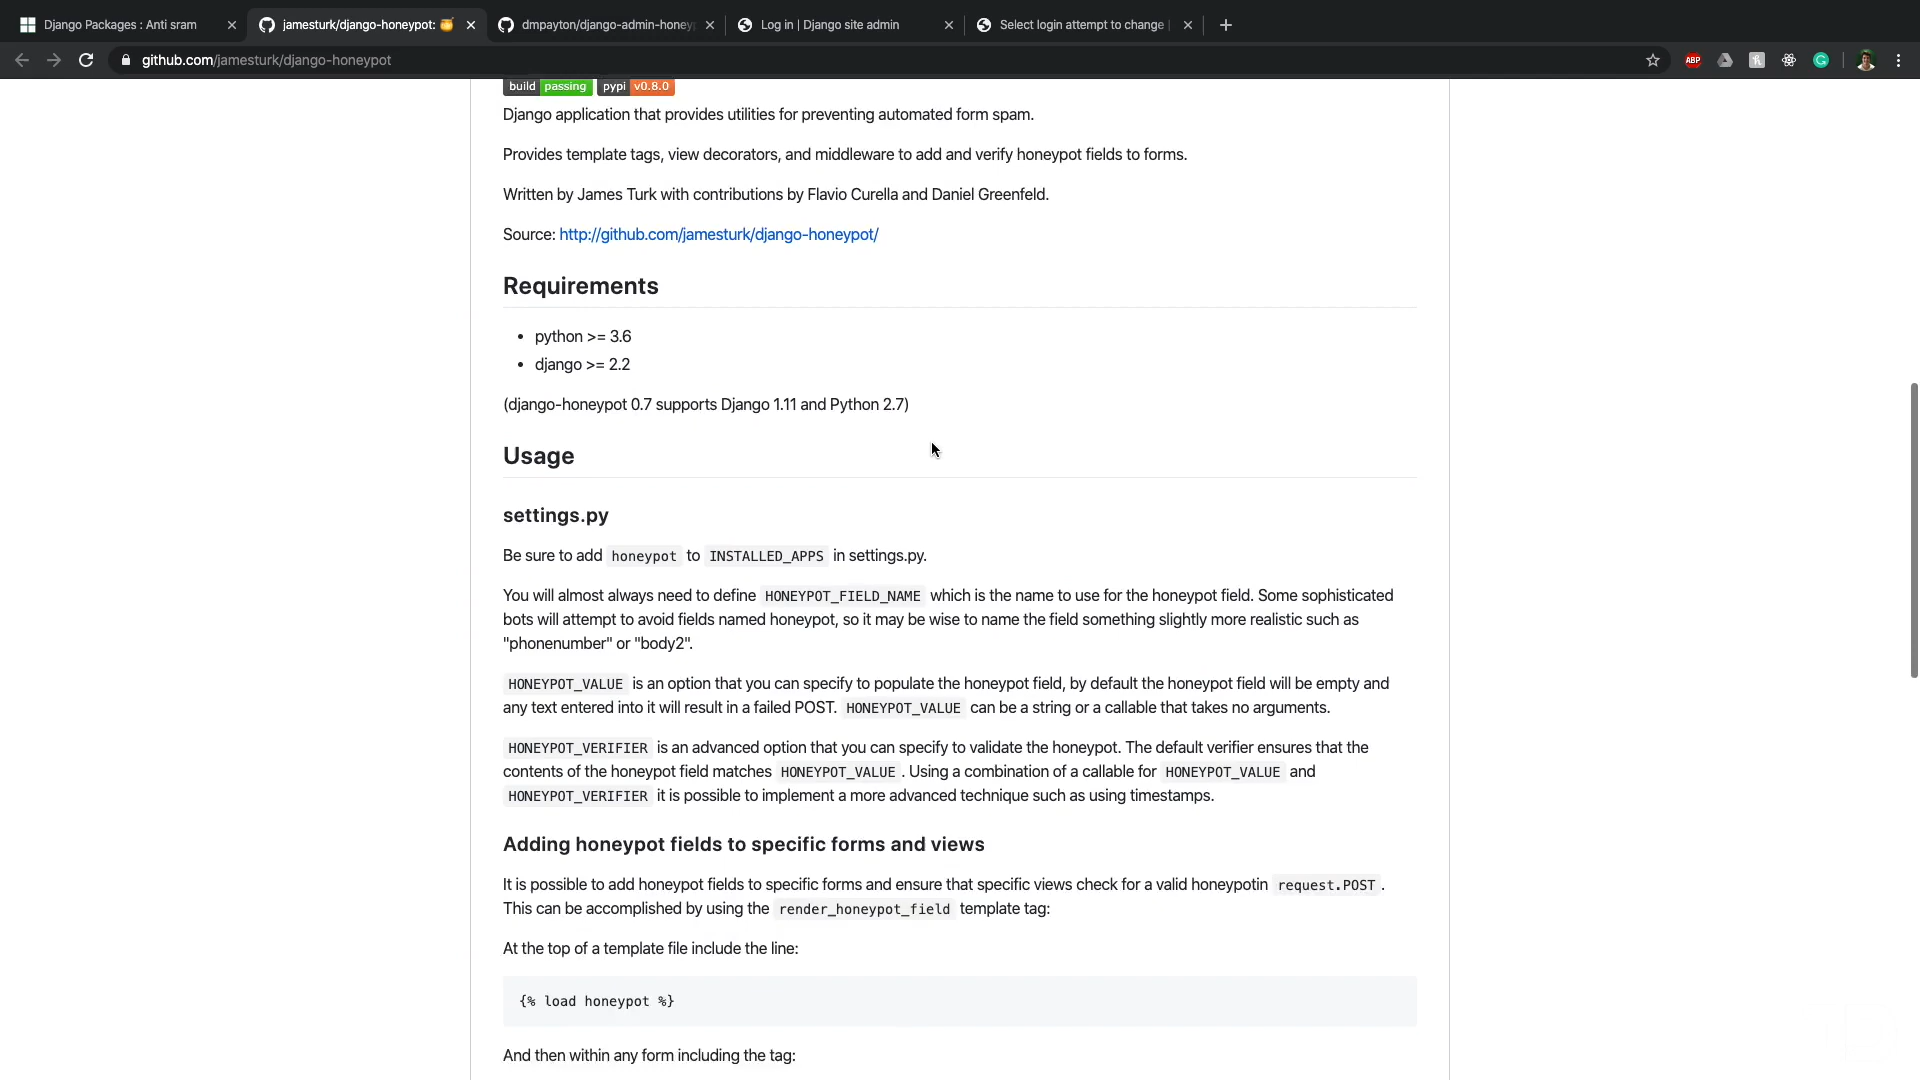 Django Packages : Anti spam
jamesturk/django-honeypot:
dmpayton/django-admin-honey
Log in | Django site admin
Select login attempt to change |
github.com/jamesturk/django-honeypot
ABP
build passing pypi v0.8.0
Django application that provides utilities for preventing automated form spam.
Provides template tags, view decorators, and middleware to add and verify honeypot fields to forms.
Written by James Turk with contributions by Flavio Curella and Daniel Greenfeld.
Source: http://github.com/jamesturk/django-honeypot/
Requirements
• python >= 3.6
• django >= 2.2
(django-honeypot 0.7 supports Django 1.11 and Python 2.7)
Usage
settings.py
Be sure to add honeypot to INSTALLED_APPS in settings.py.
You will almost always need to define HONEYPOT_FIELD_NAME which is the name to use for the honeypot field. Some sophisticated
bots will attempt to avoid fields named honeypot, so it may be wise to name the field something slightly more realistic such as
"phonenumber" or "body2".
HONEYPOT_VALUE is an option that you can specify to populate the honeypot field, by default the honeypot field will be empty and
any text entered into it will result in a failed POST. HONEYPOT_VALUE can be a string or a callable that takes no arguments.
HONEYPOT_VERIFIER is an advanced option that you can specify to validate the honeypot. The default verifier ensures that the
contents of the honeypot field matches HONEYPOT_VALUE . Using a combination of a callable for HONEYPOT_VALUE and
HONEYPOT_VERIFIER it is possible to implement a more advanced technique such as using timestamps.
Adding honeypot fields to specific forms and views
It is possible to add honeypot fields to specific forms and ensure that specific views check for a valid honeypotin request.POST .
This can be accomplished by using the render_honeypot_field template tag:
At the top of a template file include the line:
{% load honeypot %}
And then within any form including the tag: